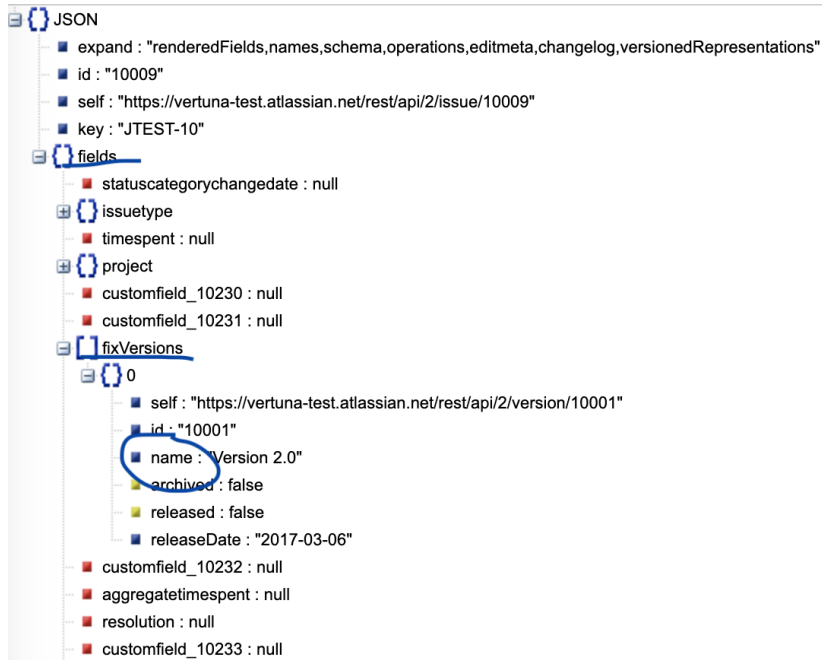 JSON
expand : "renderedFields,names,schema,operations,editmeta,changelog,versionedRepresentations"
id : "10009"
self : "https://vertuna-test.atlassian.net/rest/api/2/issue/10009"
key : "JTEST-10"
fields
statuscategorychangedate : null
issuetype
timespent : null
project
customfield_10230 : null
customfield_10231 : null
fixVersions
0
self : "https://vertuna-test.atlassian.net/rest/api/2/version/10001"
id : "10001"
name : "Version 2.0"
archived : false
released : false
releaseDate : "2017-03-06"
customfield_10232 : null
aggregatetimespent : null
resolution : null
customfield_10233 : null